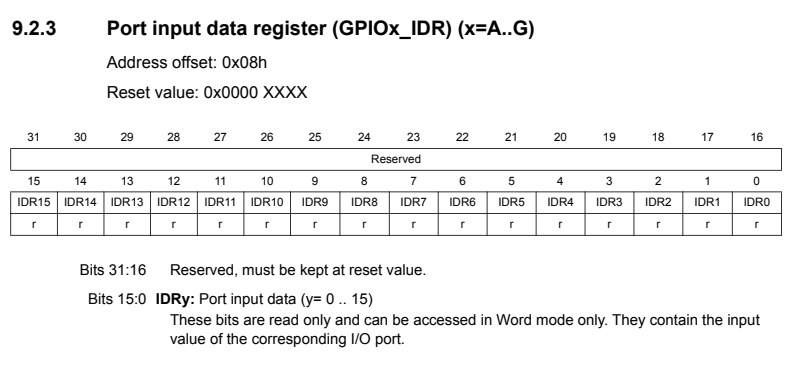 9.2.3 Port input data register (GPIOx_IDR) (x=A..G)
Address offset: 0x08h
Reset value: 0x0000 XXXX
31 30 29 28 27 26 25 24 23 22 21 20 19 18 17 16
Reserved
15 14 13 12 11 10 9 8 7 6 5 4 3 2 1 0
IDR15 IDR14 IDR13 IDR12 IDR11 IDR10 IDR9 IDR8 IDR7 IDR6 IDR5 IDR4 IDR3 IDR2 IDR1 IDR0
r r r r r r r r r r r r r r r r
Bits 31:16 Reserved, must be kept at reset value.
Bits 15:0 IDRy: Port input data (y= 0 .. 15)
These bits are read only and can be accessed in Word mode only. They contain the input
value of the corresponding I/O port.